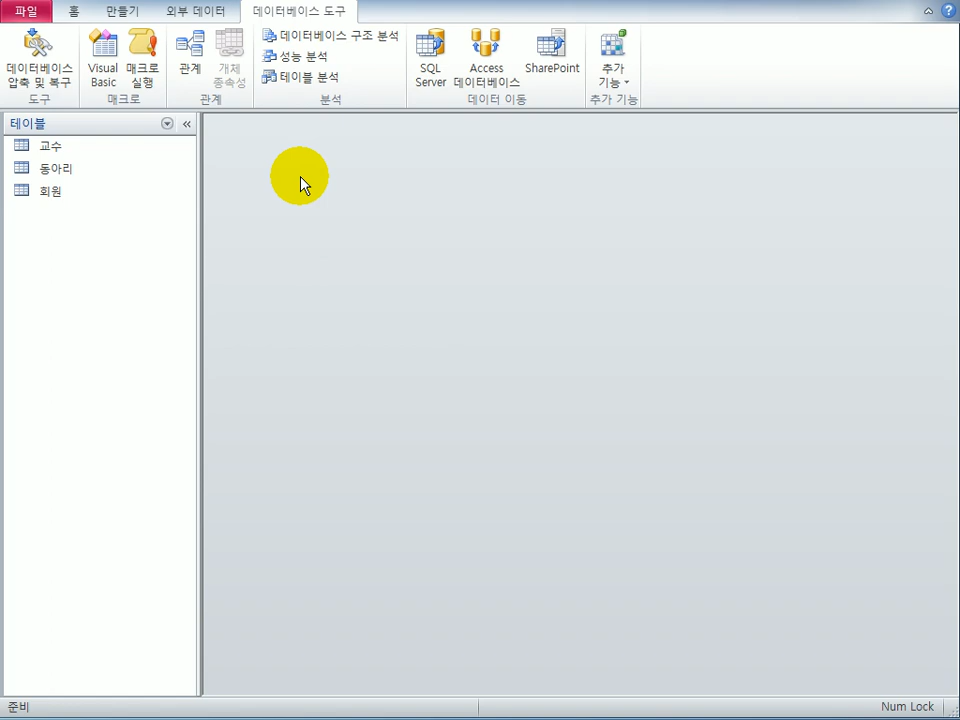 파일 홈 만들기 외부 데이터 데이터베이스 도구
데이터베이스 압축 및 복구
Visual Basic
매크로 실행
관계
개체 종속성
데이터베이스 구조 분석
성능 분석
테이블 분석
SQL Server
Access 데이터베이스
SharePoint
추가 기능
도구 매크로 관계 분석 데이터 이동 추가 기능
테이블
교수
동아리
회원
준비 Num Lock